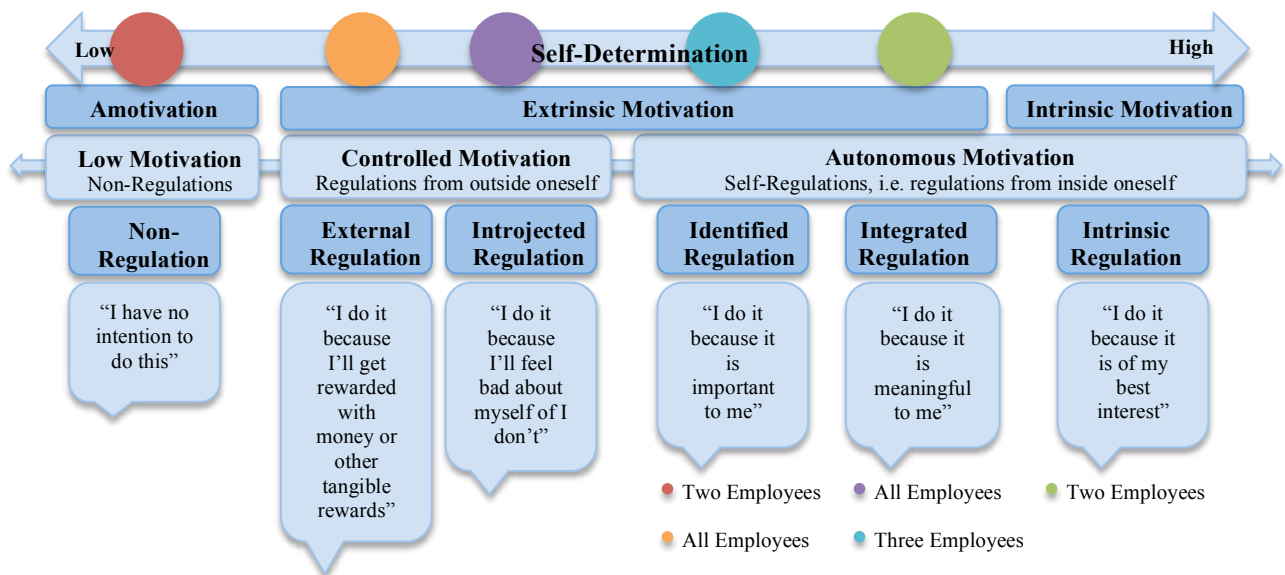 Low
Self-Determination
High
Amotivation
Extrinsic Motivation
Intrinsic Motivation
Low Motivation
Non-Regulations
Controlled Motivation
Regulations from outside oneself
Autonomous Motivation
Self-Regulations, i.e. regulations from inside oneself
Non-
Regulation
External
Regulation
Introjected
Regulation
Identified
Regulation
Integrated
Regulation
Intrinsic
Regulation
“I have no
intention to
do this”
“I do it
because
I’ll get
rewarded
with
money or
other
tangible
rewards”
“I do it
because
I’ll feel
bad about
myself of I
don’t”
“I do it
because it
is
important
to me”
“I do it
because it
is
meaningful
to me”
“I do it
because it
is of my
best
interest”
Two Employees
All Employees
Two Employees
All Employees
Three Employees